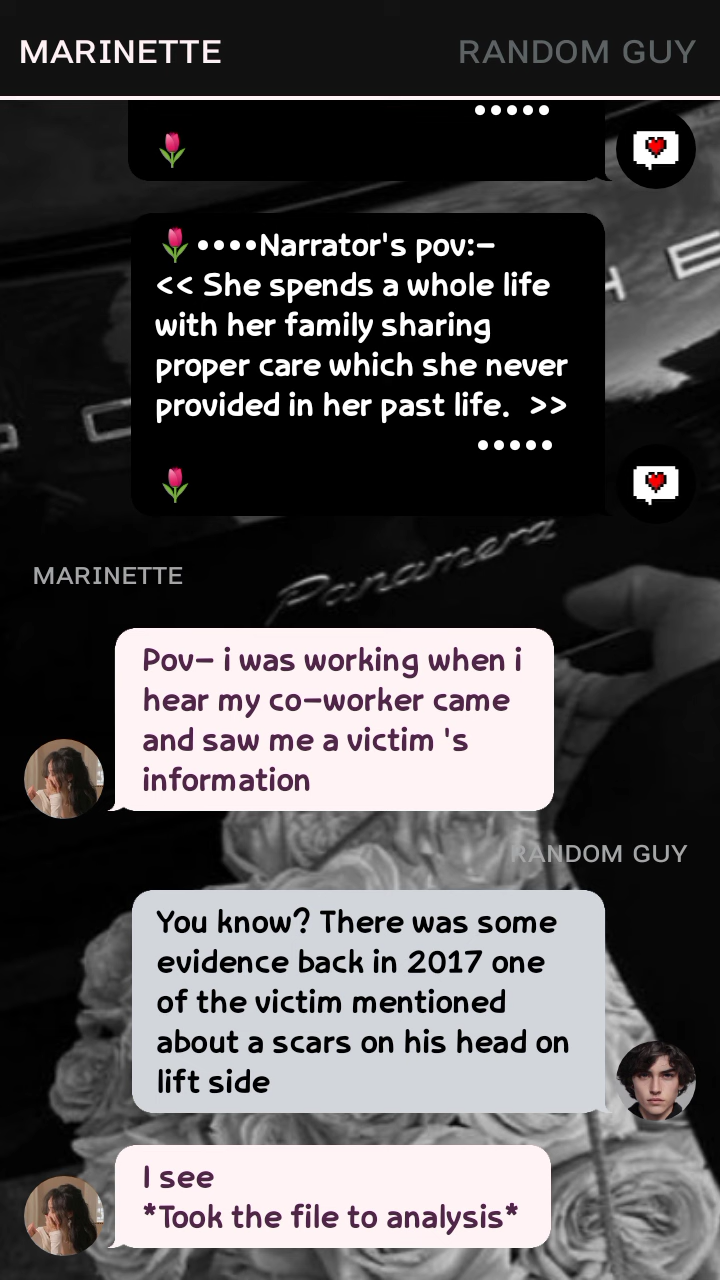 MARINETTE
RANDOM GUY
•••••
🌷
🌷••••Narrator's pov:-
<< She spends a whole life
with her family sharing
proper care which she never
provided in her past life. >>
•••••
🌷
Panamera
MARINETTE
Pov- i was working when i
hear my co-worker came
and saw me a victim 's
information
RANDOM GUY
You know? There was some
evidence back in 2017 one
of the victim mentioned
about a scars on his head on
lift side
I see
*Took the file to analysis*